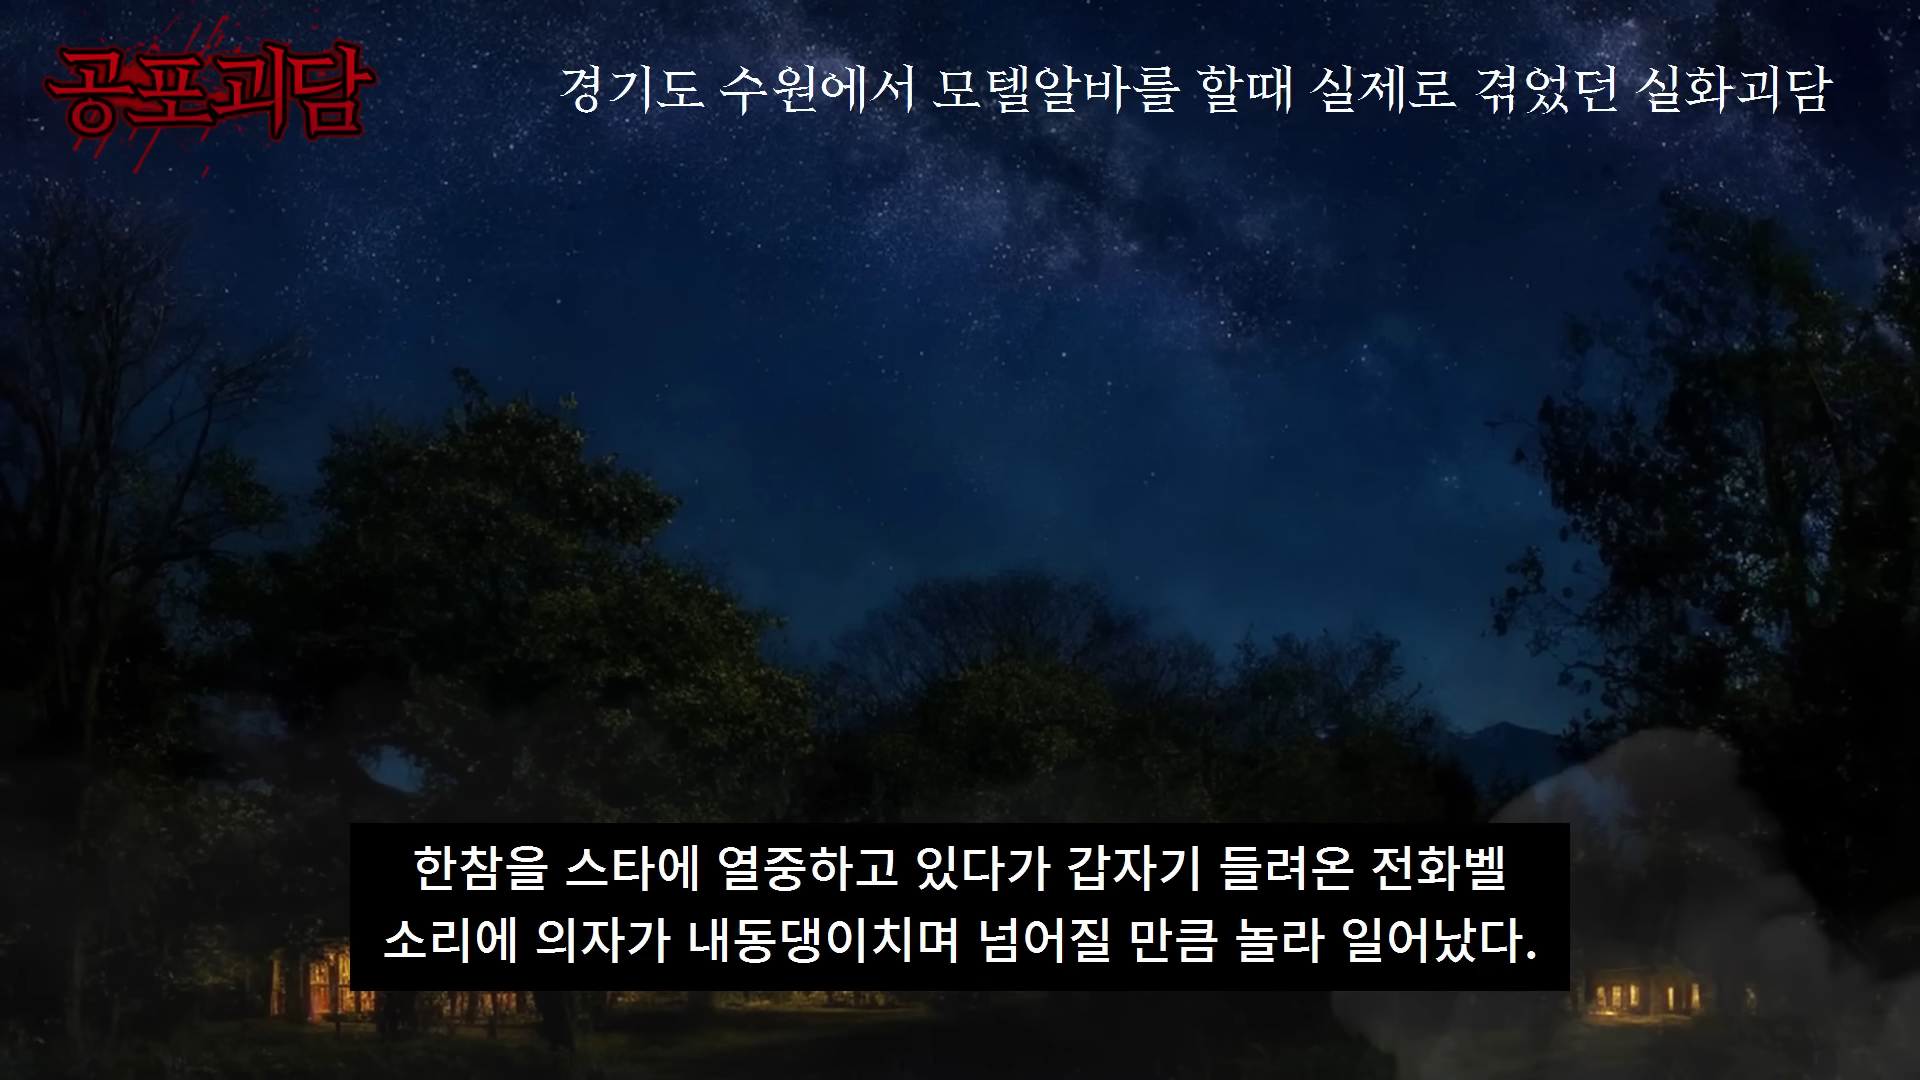 공포괴담
경기도 수원에서 모텔알바를 할때 실제로 겪었던 실화괴담
한참을 스타에 열중하고 있다가 갑자기 들려온 전화벨
소리에 의자가 내동댕이치며 넘어질 만큼 놀라 일어났다.